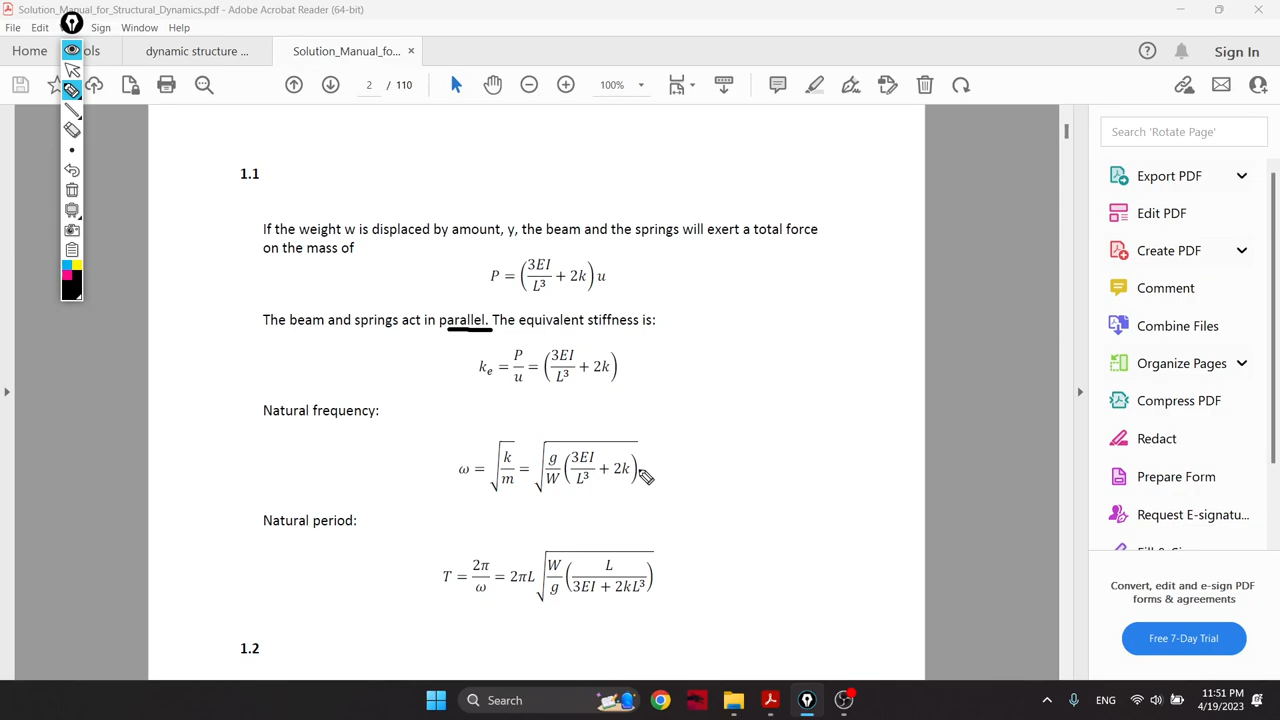 Solution_Manual_for_Structural_Dynamics.pdf - Adobe Acrobat Reader (64-bit)
File Edit Sign Window Help
Home ols dynamic structure ... Solution_Manual_fo... × Sign In
2 / 110 100%
1.1
If the weight w is displaced by amount, y, the beam and the springs will exert a total force
on the mass of
P = (3EI/L³ + 2k) u
The beam and springs act in parallel. The equivalent stiffness is:
kₑ = P/u = (3EI/L³ + 2k)
Natural frequency:
ω = √(k/m) = √(g/W (3EI/L³ + 2k))
Natural period:
T = 2π/ω = 2πL √(W/g (L/(3EI + 2kL³)))
1.2
Search 'Rotate Page'
Export PDF
Edit PDF
Create PDF
Comment
Combine Files
Organize Pages
Compress PDF
Redact
Prepare Form
Request E-signatu...
Convert, edit and e-sign PDF
forms & agreements
Free 7-Day Trial
Search
ENG
11:51 PM
4/19/2023